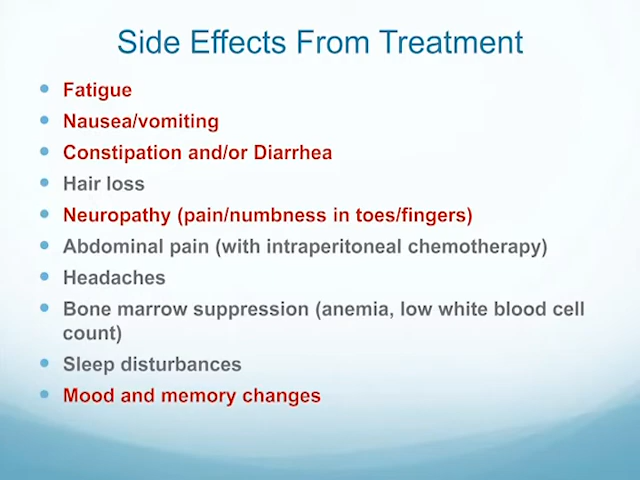 Side Effects From Treatment
Fatigue
Nausea/vomiting
Constipation and/or Diarrhea
Hair loss
Neuropathy (pain/numbness in toes/fingers)
Abdominal pain (with intraperitoneal chemotherapy)
Headaches
Bone marrow suppression (anemia, low white blood cell
count)
Sleep disturbances
Mood and memory changes